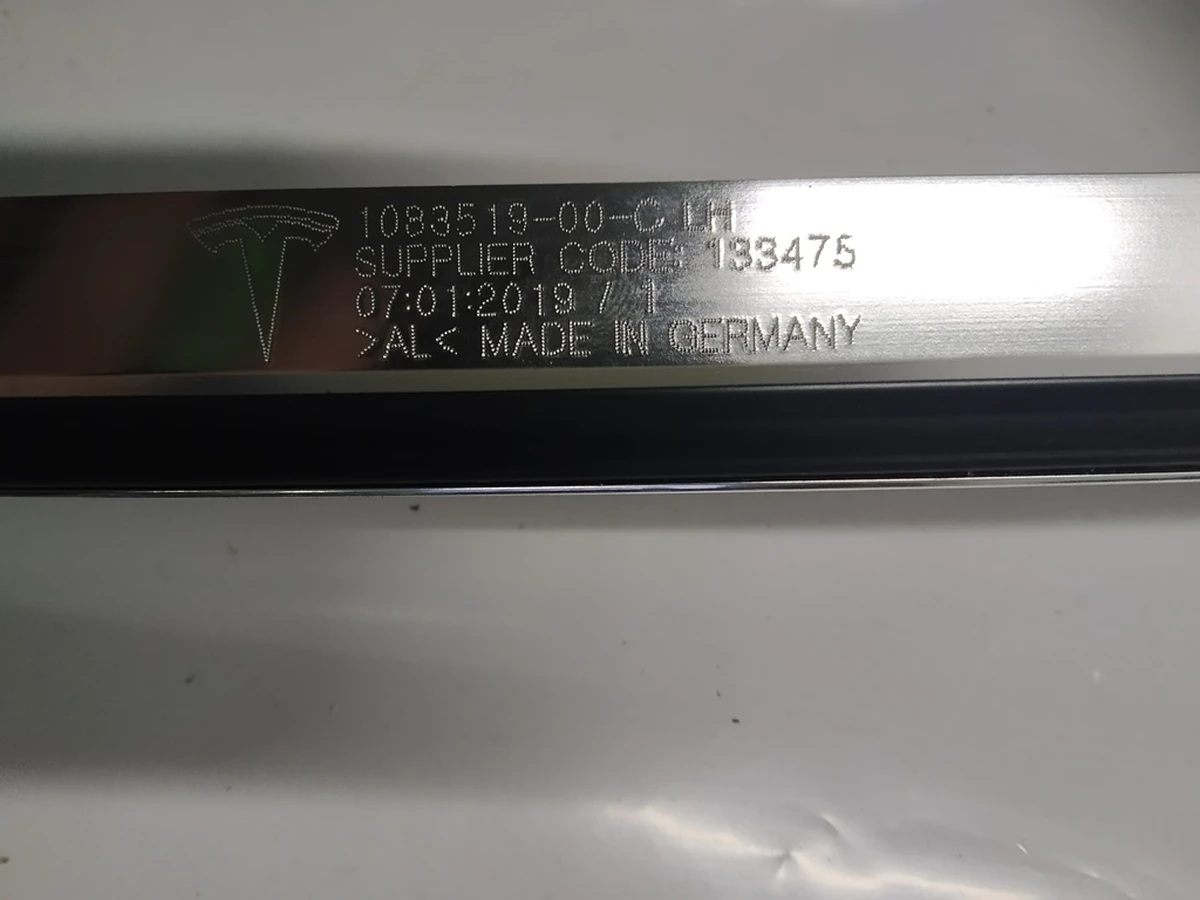 1083519-00-C LH
SUPPLIER CODE: 133475
07:01:2019 / 1
>AL< MADE IN GERMANY